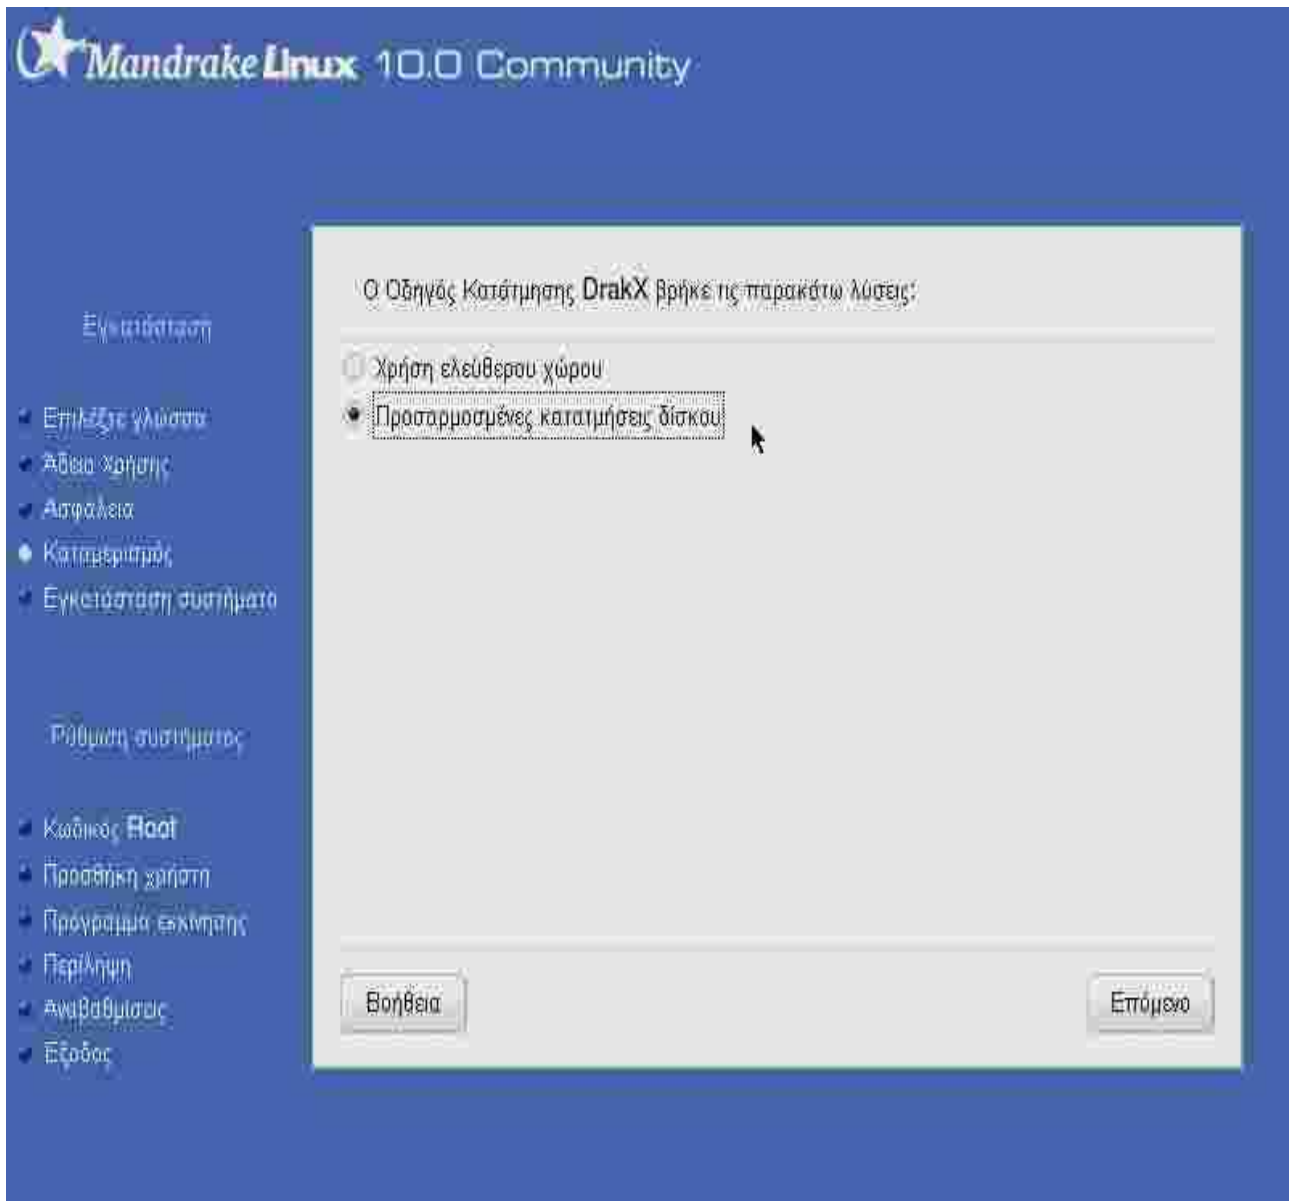 Mandrake Linux 10.0 Community
Ο Οδηγός Κατάτμησης DrakX βρήκε τις παρακάτω λύσεις:
Χρήση ελεύθερου χώρου
Προσαρμοσμένες κατατμήσεις δίσκου
Εγκατάσταση
Επιλέξτε γλώσσα
Άδεια Χρήσης
Ασφάλεια
Καταμερισμός
Εγκατάσταση συστήματο
Ρύθμιση συστήματος
Κωδικός Root
Προσθήκη χρήστη
Πρόγραμμα εκκίνησης
Περίληψη
Αναβαθμίσεις
Έξοδος
Βοήθεια
Επόμενο